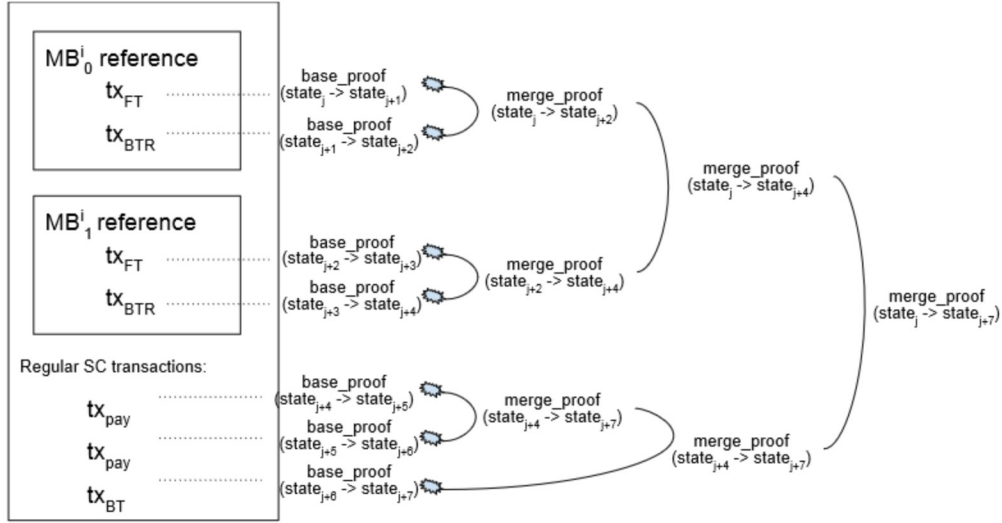 MB^i_0 reference
tx_FT
base_proof
(state_j -> state_j+1)
tx_BTR
base_proof
(state_j+1 -> state_j+2)
merge_proof
(state_j -> state_j+2)
MB^i_1 reference
tx_FT
base_proof
(state_j+2 -> state_j+3)
tx_BTR
base_proof
(state_j+3 -> state_j+4)
merge_proof
(state_j+2 -> state_j+4)
merge_proof
(state_j -> state_j+4)
Regular SC transactions:
tx_pay
base_proof
(state_j+4 -> state_j+5)
tx_pay
base_proof
(state_j+5 -> state_j+6)
tx_BT
base_proof
(state_j+6 -> state_j+7)
merge_proof
(state_j+4 -> state_j+7)
merge_proof
(state_j+4 -> state_j+7)
merge_proof
(state_j -> state_j+7)